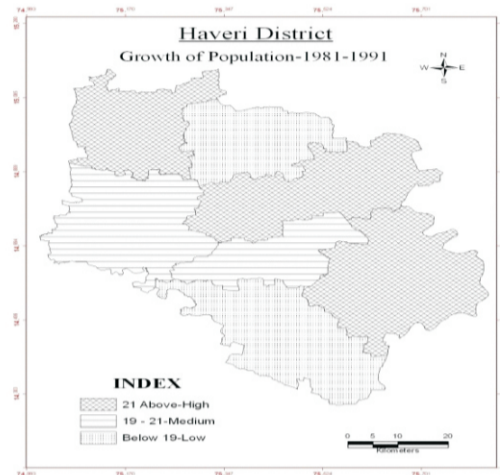 Haveri District
Growth of Population-1981-1991
N
W E
S
INDEX
21 Above-High
19 - 21-Medium
Below 19-Low
0 5 10 20
Kilometers